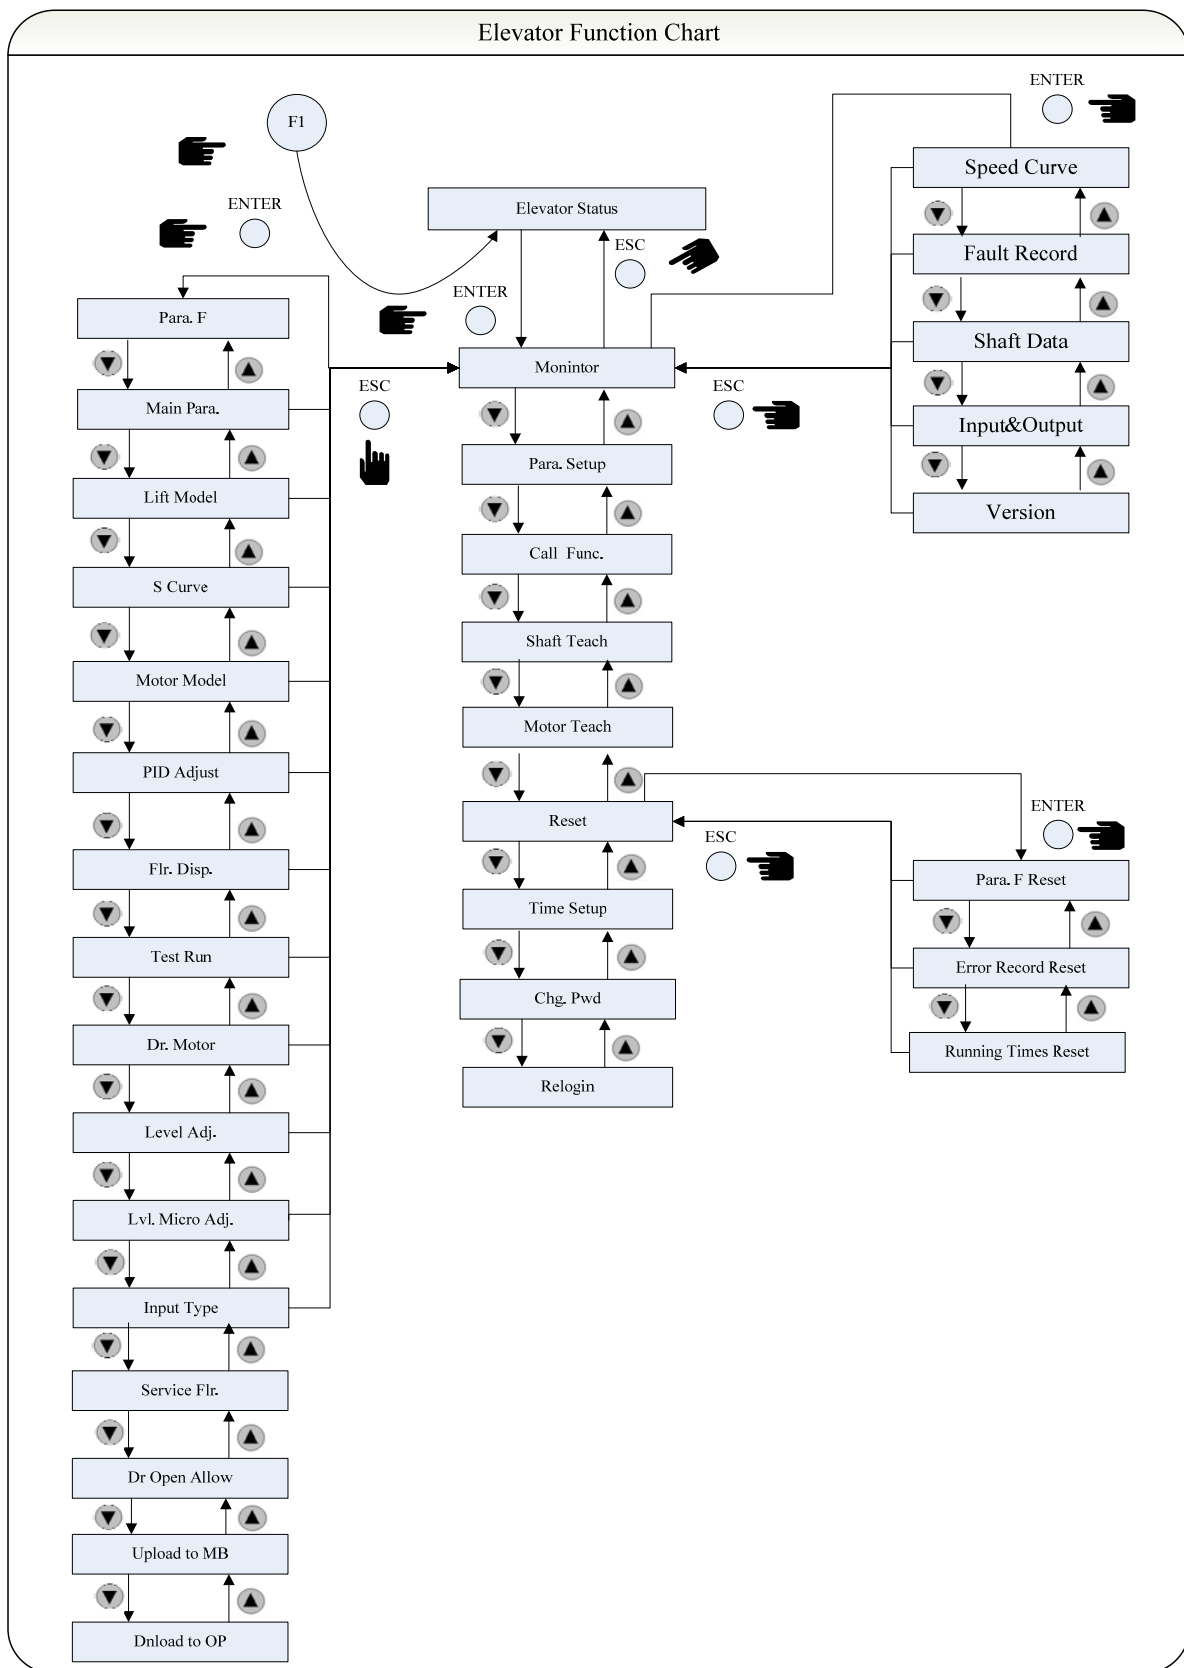 Elevator Function Chart
F1
ENTER
Para. F
Main Para.
Lift Model
S Curve
Motor Model
PID Adjust
Flr. Disp.
Test Run
Dr. Motor
Level Adj.
Lvl. Micro Adj.
Input Type
Service Flr.
Dr Open Allow
Upload to MB
Dnload to OP
ESC
Elevator Status
ENTER
ESC
Monintor
Para. Setup
Call Func.
Shaft Teach
Motor Teach
Reset
Time Setup
Chg. Pwd
Relogin
ENTER
Speed Curve
Fault Record
Shaft Data
Input&Output
Version
ESC
ENTER
ESC
Para. F Reset
Error Record Reset
Running Times Reset